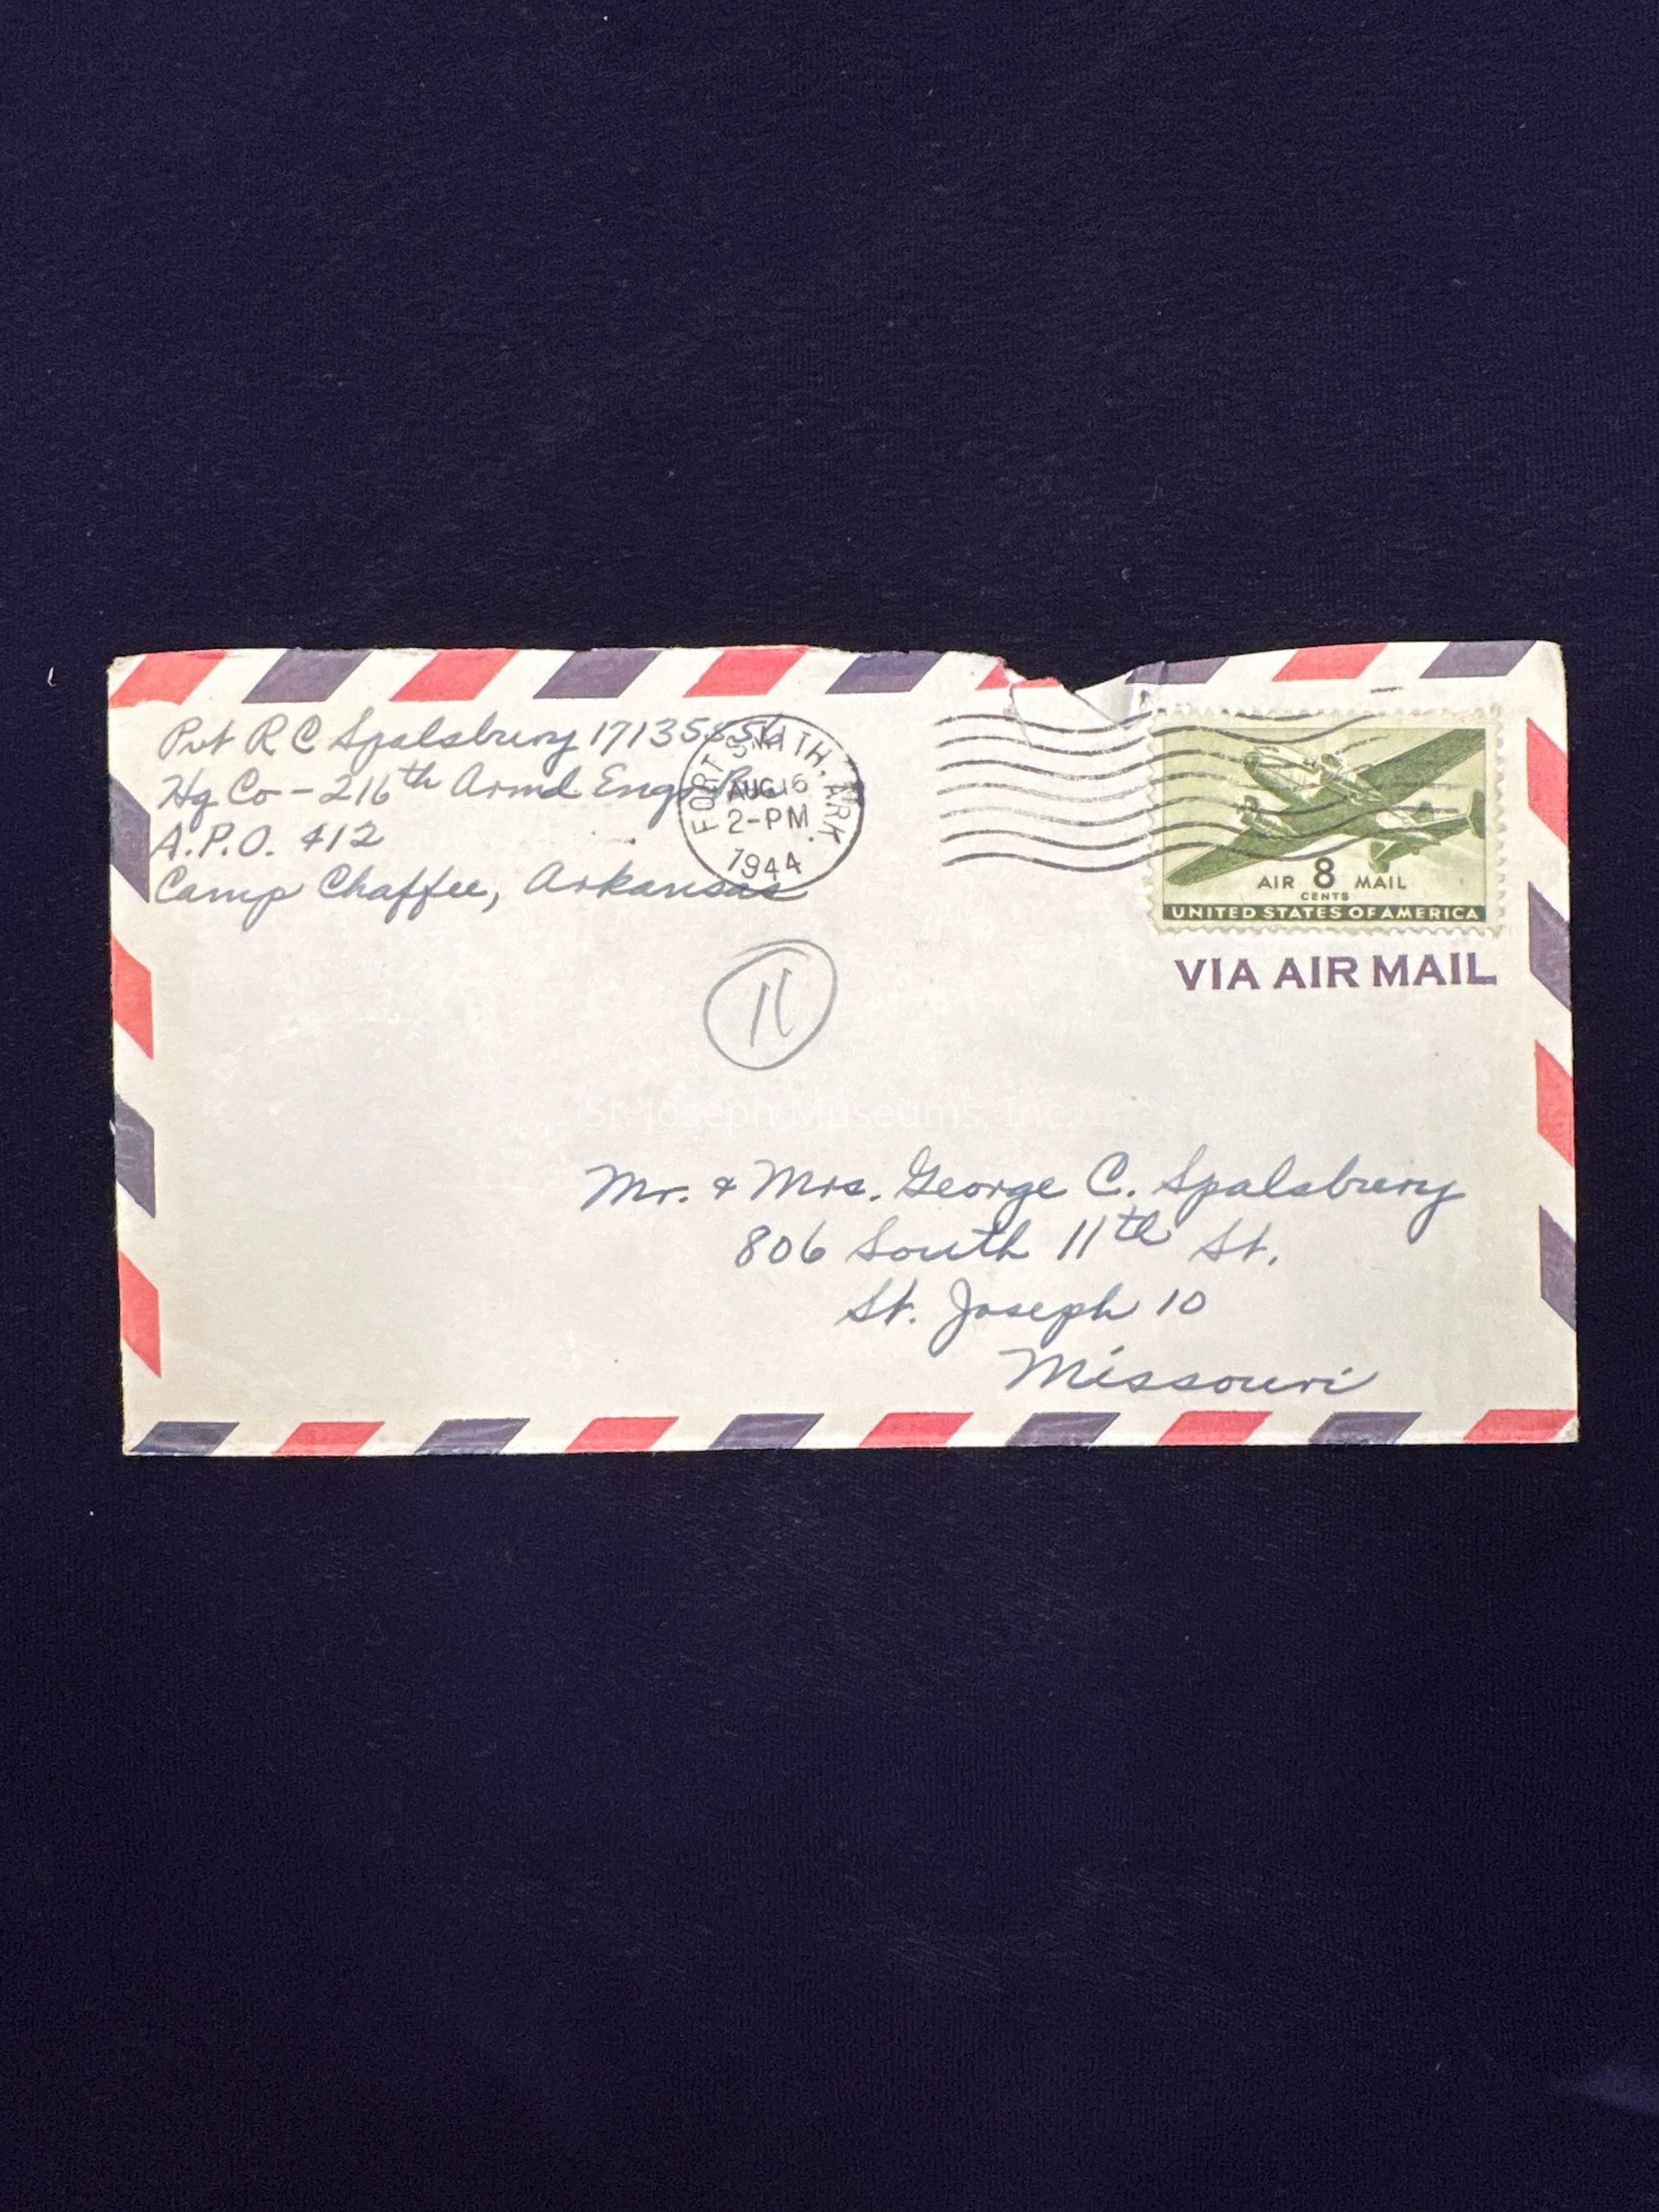 Pvt R C Spalsbury 17135856
Hq Co - 216th Armd Engr Bn
A.P.O. 412
Camp Chaffee, Arkansas
FORT SMITH, ARK.
AUG 16
2-PM
1944
AIR 8 MAIL
CENTS
UNITED STATES OF AMERICA
VIA AIR MAIL
11
St. Joseph Museums, Inc.
Mr. & Mrs. George C. Spalsbury
806 South 11th St.
St. Joseph 10
Missouri